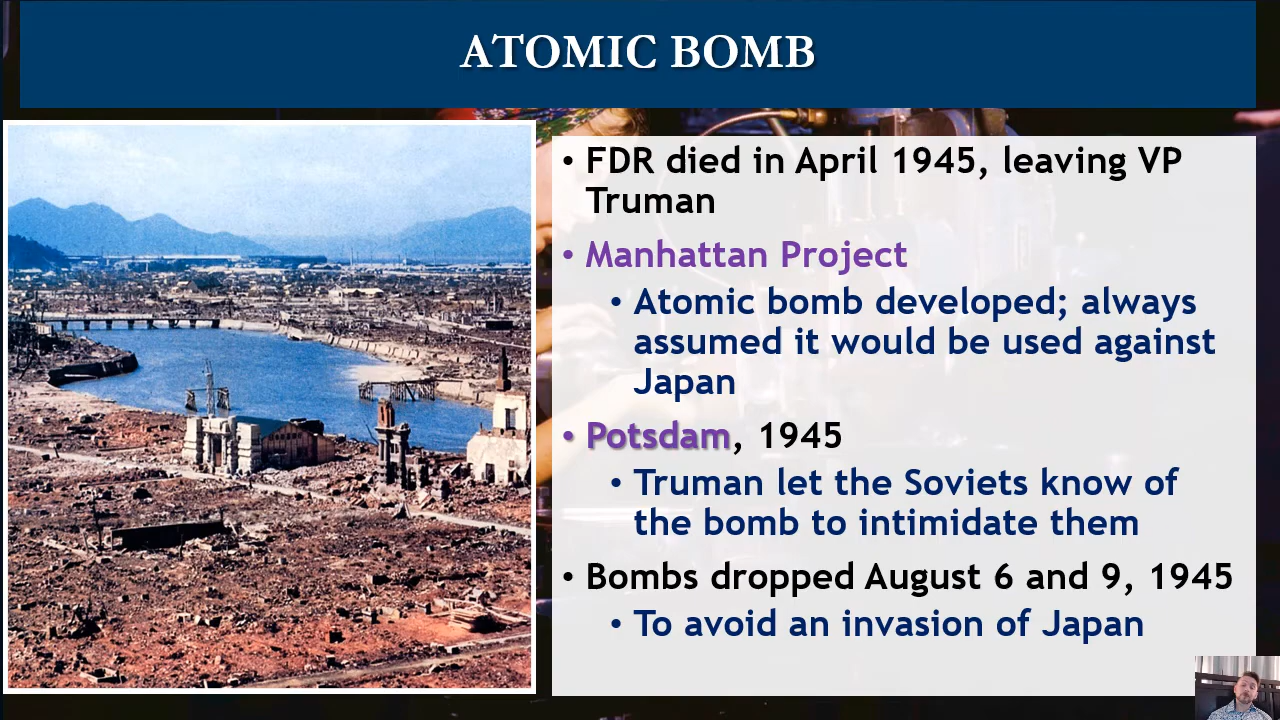 ATOMIC BOMB
• FDR died in April 1945, leaving VP
Truman
• Manhattan Project
• Atomic bomb developed; always
assumed it would be used against
Japan
• Potsdam, 1945
• Truman let the Soviets know of
the bomb to intimidate them
• Bombs dropped August 6 and 9, 1945
• To avoid an invasion of Japan